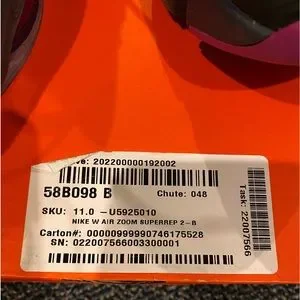 ve: 202200000192002
58B098 B
Chute: 048
SKU: 11.0 -U5925010
NIKE W AIR ZOOM SUPERREP 2-B
Carton#: 00000999990746175528
SN: 022007566003300001
Task: 22007566